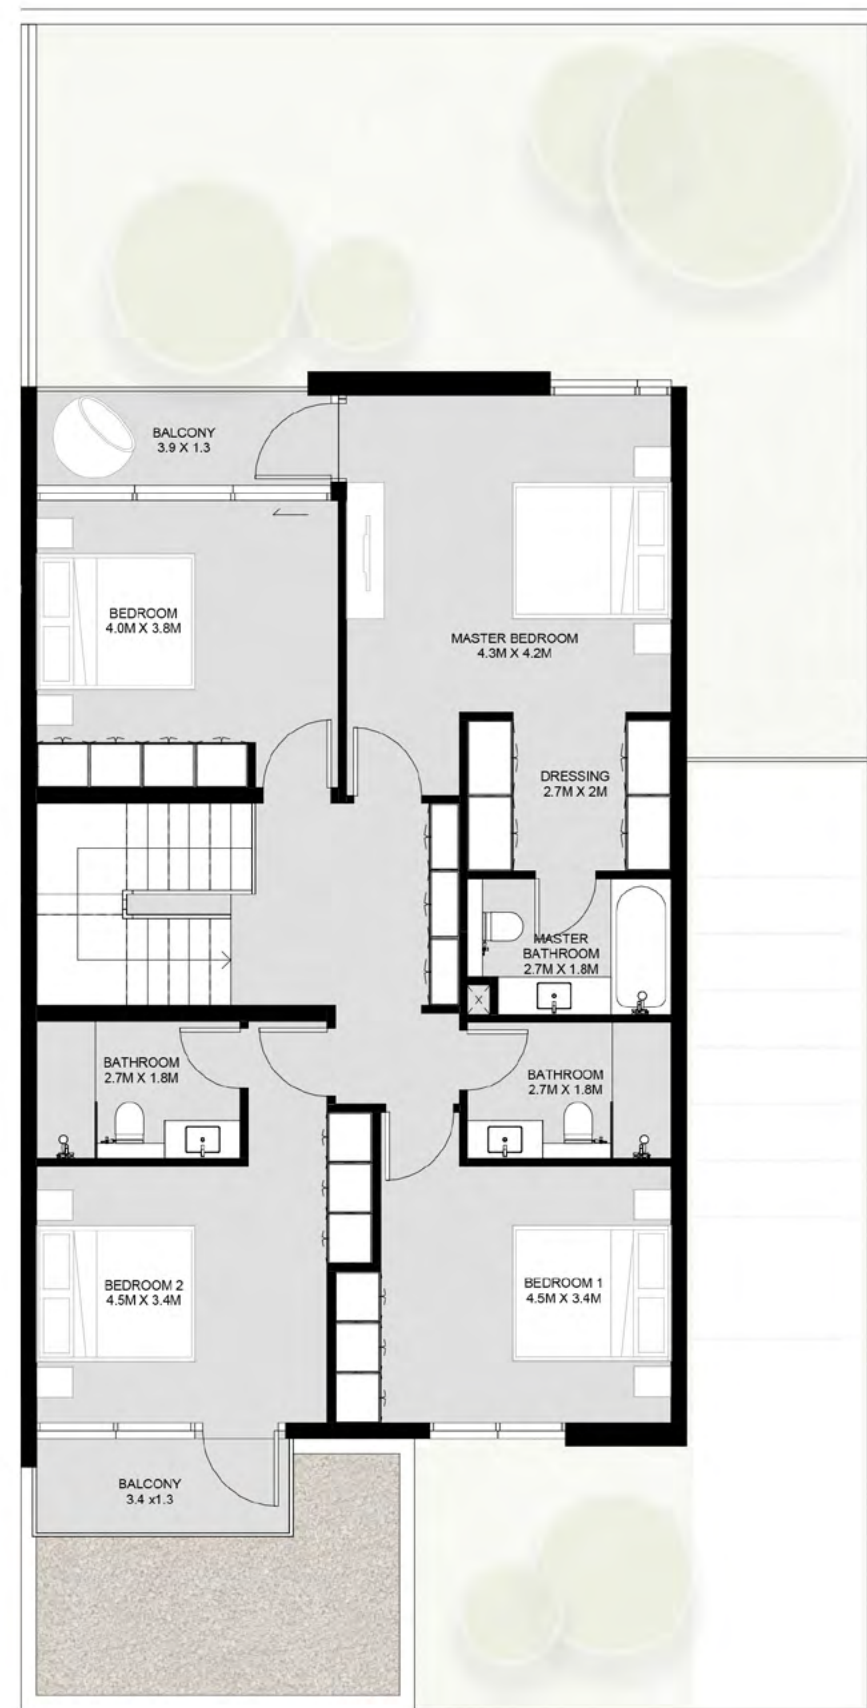 BALCONY
3.9 X 1.3
BEDROOM
4.0M X 3.8M
MASTER BEDROOM
4.3M X 4.2M
DRESSING
2.7M X 2M
MASTER
BATHROOM
2.7M X 1.8M
X
BATHROOM
2.7M X 1.8M
BATHROOM
2.7M X 1.8M
BEDROOM 2
4.5M X 3.4M
BEDROOM 1
4.5M X 3.4M
BALCONY
3.4 x1.3